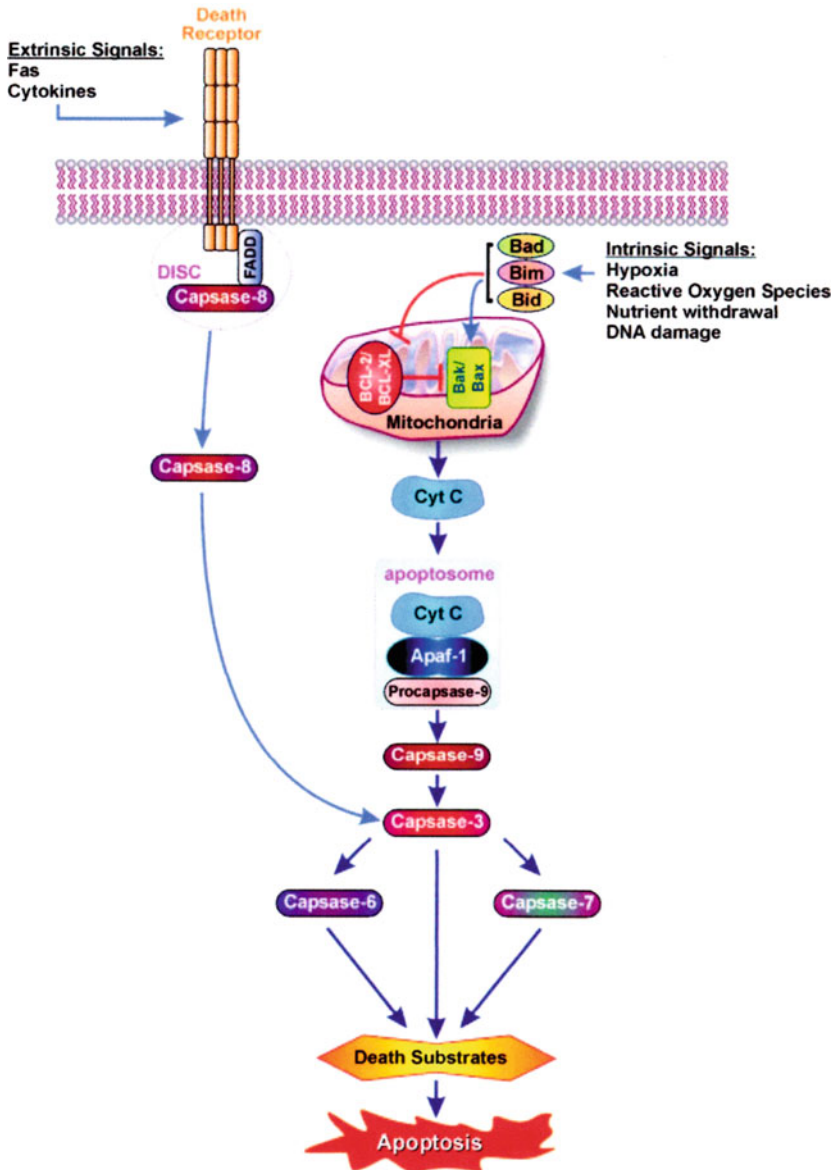 Death
Receptor
Extrinsic Signals:
Fas
Cytokines
FADD
DISC
Capsase-8
Bad
Bim
Bid
Intrinsic Signals:
Hypoxia
Reactive Oxygen Species
Nutrient withdrawal
DNA damage
BCL-2/
BCL-XL
Bak/
Bax
Mitochondria
Capsase-8
Cyt C
apoptosome
Cyt C
Apaf-1
Procapsase-9
Capsase-9
Capsase-3
Capsase-6
Capsase-7
Death Substrates
Apoptosis